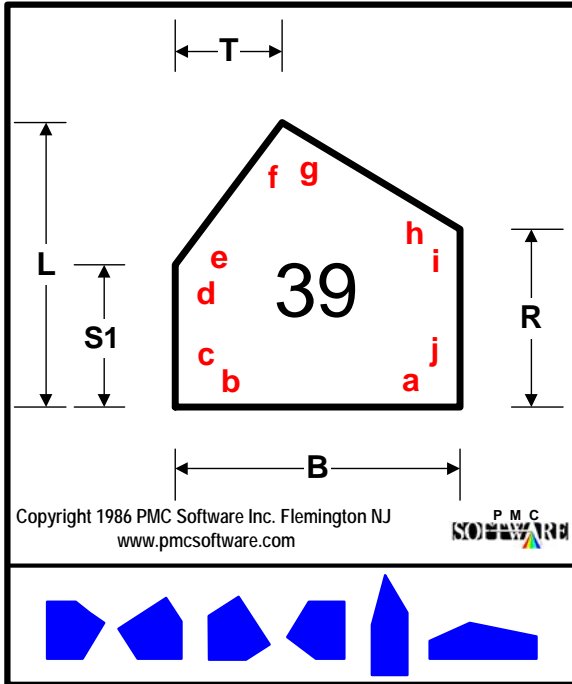 T
f g
h
L
e
39
i
d
R
S1
c
j
b
a
B
Copyright 1986 PMC Software Inc. Flemington NJ
www.pmcsoftware.com
P M C
SOFTWARE